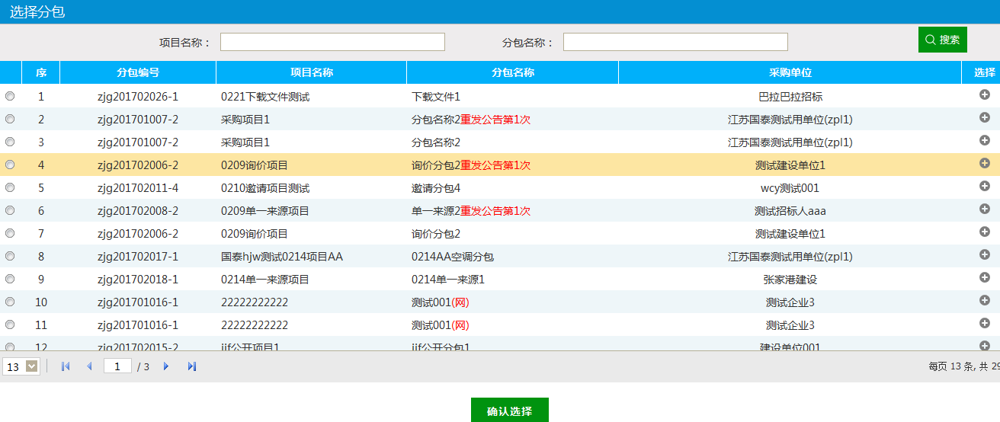 选择分包
项目名称： 分包名称： 搜索
序 分包编号 项目名称 分包名称 采购单位 选择
1 zjg201702026-1 0221下载文件测试 下载文件1 巴拉巴拉招标
2 zjg201701007-2 采购项目1 分包名称2重发公告第1次 江苏国泰测试用单位(zpl1)
3 zjg201701007-2 采购项目1 分包名称2 江苏国泰测试用单位(zpl1)
4 zjg201702006-2 0209询价项目 询价分包2重发公告第1次 测试建设单位1
5 zjg201702011-4 0210邀请项目测试 邀请分包4 wcy测试001
6 zjg201702008-2 0209单一来源项目 单一来源2重发公告第1次 测试招标人aaa
7 zjg201702006-2 0209询价项目 询价分包2 测试建设单位1
8 zjg201702017-1 国泰hjw测试0214项目AA 0214AA空调分包 江苏国泰测试用单位(zpl1)
9 zjg201702018-1 0214单一来源项目 0214单一来源1 张家港建设
10 zjg201701016-1 22222222222 测试001(网) 测试企业3
11 zjg201701016-1 22222222222 测试001(网) 测试企业3
12 zjg201702015-2 公开项目1 公开分包1 建设单位001
13 1 / 3 每页 13 条, 共 29
确认选择